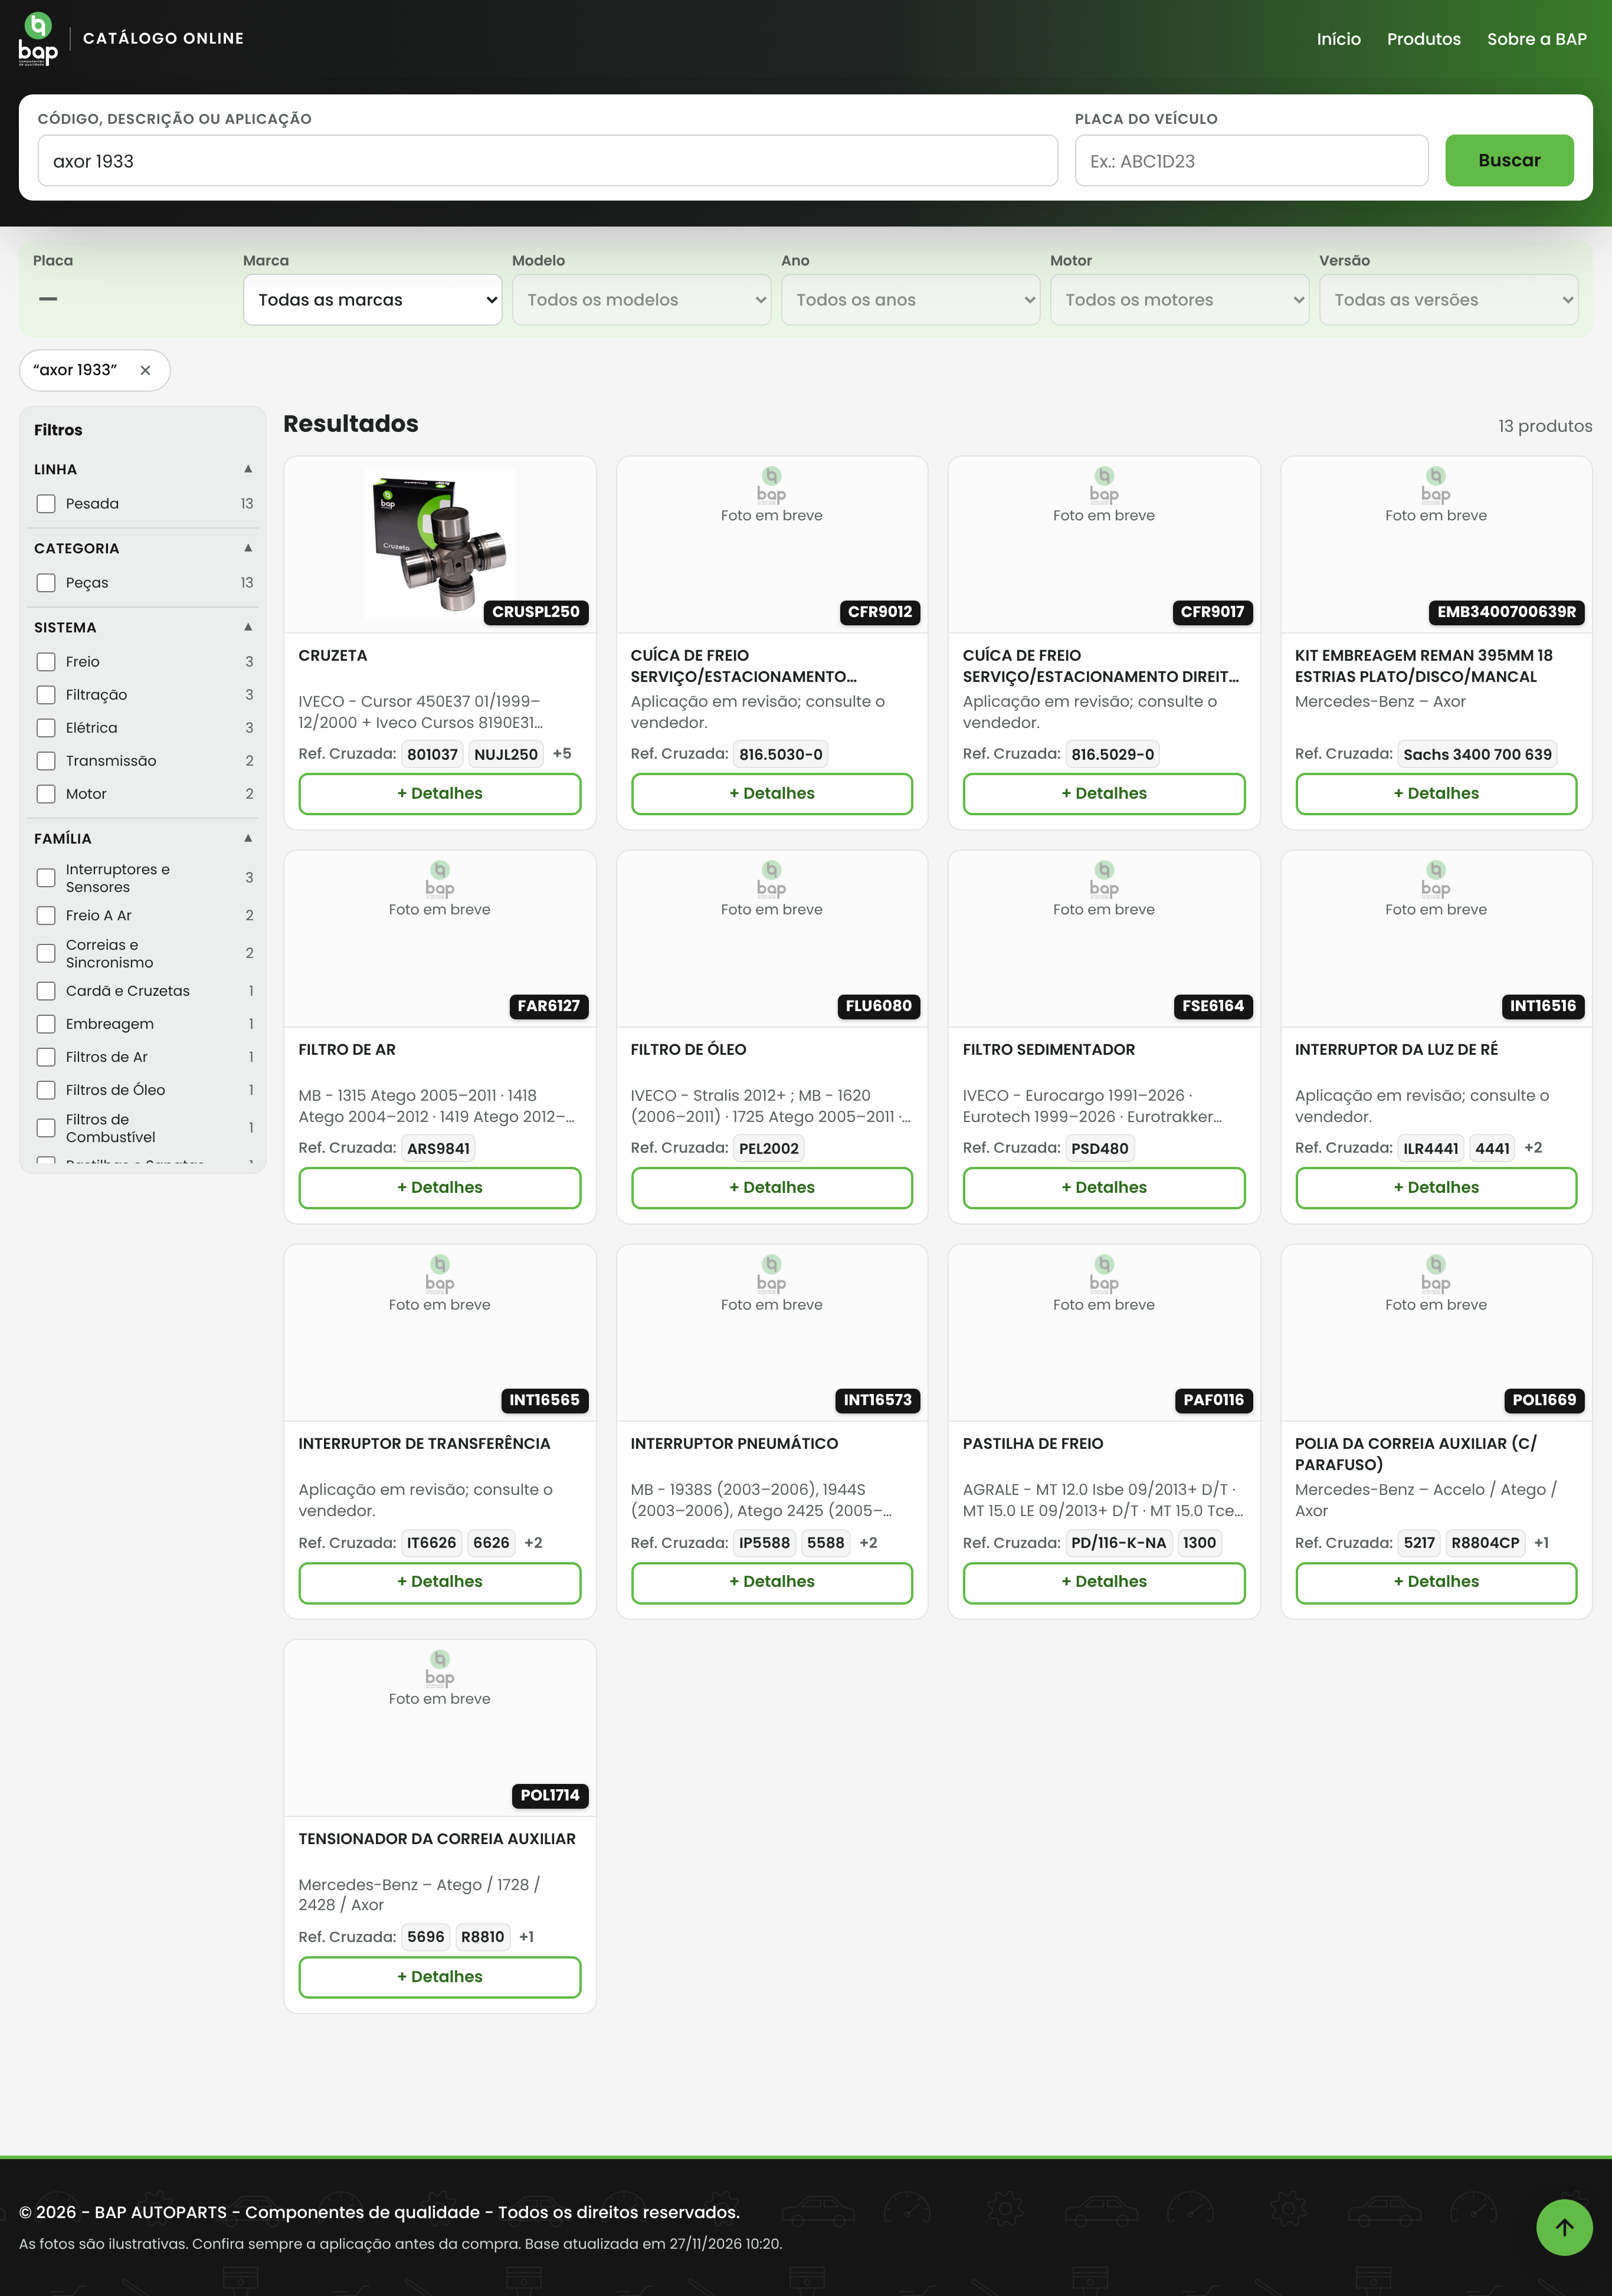 bap
CATÁLOGO ONLINE
Início
Produtos
Sobre a BAP
CÓDIGO, DESCRIÇÃO OU APLICAÇÃO
PLACA DO VEÍCULO
axor 1933
Ex.: ABC1D23
Buscar
Placa
Marca
Modelo
Ano
Motor
Versão
—
Todas as marcas
Todos os modelos
Todos os anos
Todos os motores
Todas as versões
“axor 1933” ×
Filtros
LINHA ▲
Pesada 13
CATEGORIA ▲
Peças 13
SISTEMA ▲
Freio 3
Filtração 3
Elétrica 3
Transmissão 2
Motor 2
FAMÍLIA ▲
Interruptores e
Sensores 3
Freio A Ar 2
Correias e
Sincronismo 2
Cardã e Cruzetas 1
Embreagem 1
Filtros de Ar 1
Filtros de Óleo 1
Filtros de
Combustível 1
Resultados
13 produtos
bap
Cruzeta
CRUSPL250
CRUZETA
IVECO - Cursor 450E37 01/1999–
12/2000 + Iveco Cursos 8190E31...
Ref. Cruzada: 801037 NUJL250 +5
+ Detalhes
bap
Foto em breve
CFR9012
CUÍCA DE FREIO
SERVIÇO/ESTACIONAMENTO...
Aplicação em revisão; consulte o
vendedor.
Ref. Cruzada: 816.5030-0
+ Detalhes
bap
Foto em breve
CFR9017
CUÍCA DE FREIO
SERVIÇO/ESTACIONAMENTO DIREIT...
Aplicação em revisão; consulte o
vendedor.
Ref. Cruzada: 816.5029-0
+ Detalhes
bap
Foto em breve
EMB3400700639R
KIT EMBREAGEM REMAN 395MM 18
ESTRIAS PLATO/DISCO/MANCAL
Mercedes-Benz – Axor
Ref. Cruzada: Sachs 3400 700 639
+ Detalhes
bap
Foto em breve
FAR6127
FILTRO DE AR
MB - 1315 Atego 2005–2011 · 1418
Atego 2004–2012 · 1419 Atego 2012–...
Ref. Cruzada: ARS9841
+ Detalhes
bap
Foto em breve
FLU6080
FILTRO DE ÓLEO
IVECO - Stralis 2012+ ; MB - 1620
(2006–2011) · 1725 Atego 2005–2011 ·...
Ref. Cruzada: PEL2002
+ Detalhes
bap
Foto em breve
FSE6164
FILTRO SEDIMENTADOR
IVECO - Eurocargo 1991–2026 ·
Eurotech 1999–2026 · Eurotrakker...
Ref. Cruzada: PSD480
+ Detalhes
bap
Foto em breve
INT16516
INTERRUPTOR DA LUZ DE RÉ
Aplicação em revisão; consulte o
vendedor.
Ref. Cruzada: ILR4441 4441 +2
+ Detalhes
bap
Foto em breve
INT16565
INTERRUPTOR DE TRANSFERÊNCIA
Aplicação em revisão; consulte o
vendedor.
Ref. Cruzada: IT6626 6626 +2
+ Detalhes
bap
Foto em breve
INT16573
INTERRUPTOR PNEUMÁTICO
MB - 1938S (2003–2006), 1944S
(2003–2006), Atego 2425 (2005–...
Ref. Cruzada: IP5588 5588 +2
+ Detalhes
bap
Foto em breve
PAF0116
PASTILHA DE FREIO
AGRALE - MT 12.0 Isbe 09/2013+ D/T ·
MT 15.0 LE 09/2013+ D/T · MT 15.0 Tce...
Ref. Cruzada: PD/116-K-NA 1300
+ Detalhes
bap
Foto em breve
POL1669
POLIA DA CORREIA AUXILIAR (C/
PARAFUSO)
Mercedes-Benz – Accelo / Atego /
Axor
Ref. Cruzada: 5217 R8804CP +1
+ Detalhes
bap
Foto em breve
POL1714
TENSIONADOR DA CORREIA AUXILIAR
Mercedes-Benz – Atego / 1728 /
2428 / Axor
Ref. Cruzada: 5696 R8810 +1
+ Detalhes
© 2026 - BAP AUTOPARTS - Componentes de qualidade - Todos os direitos reservados.
As fotos são ilustrativas. Confira sempre a aplicação antes da compra. Base atualizada em 27/11/2026 10:20.